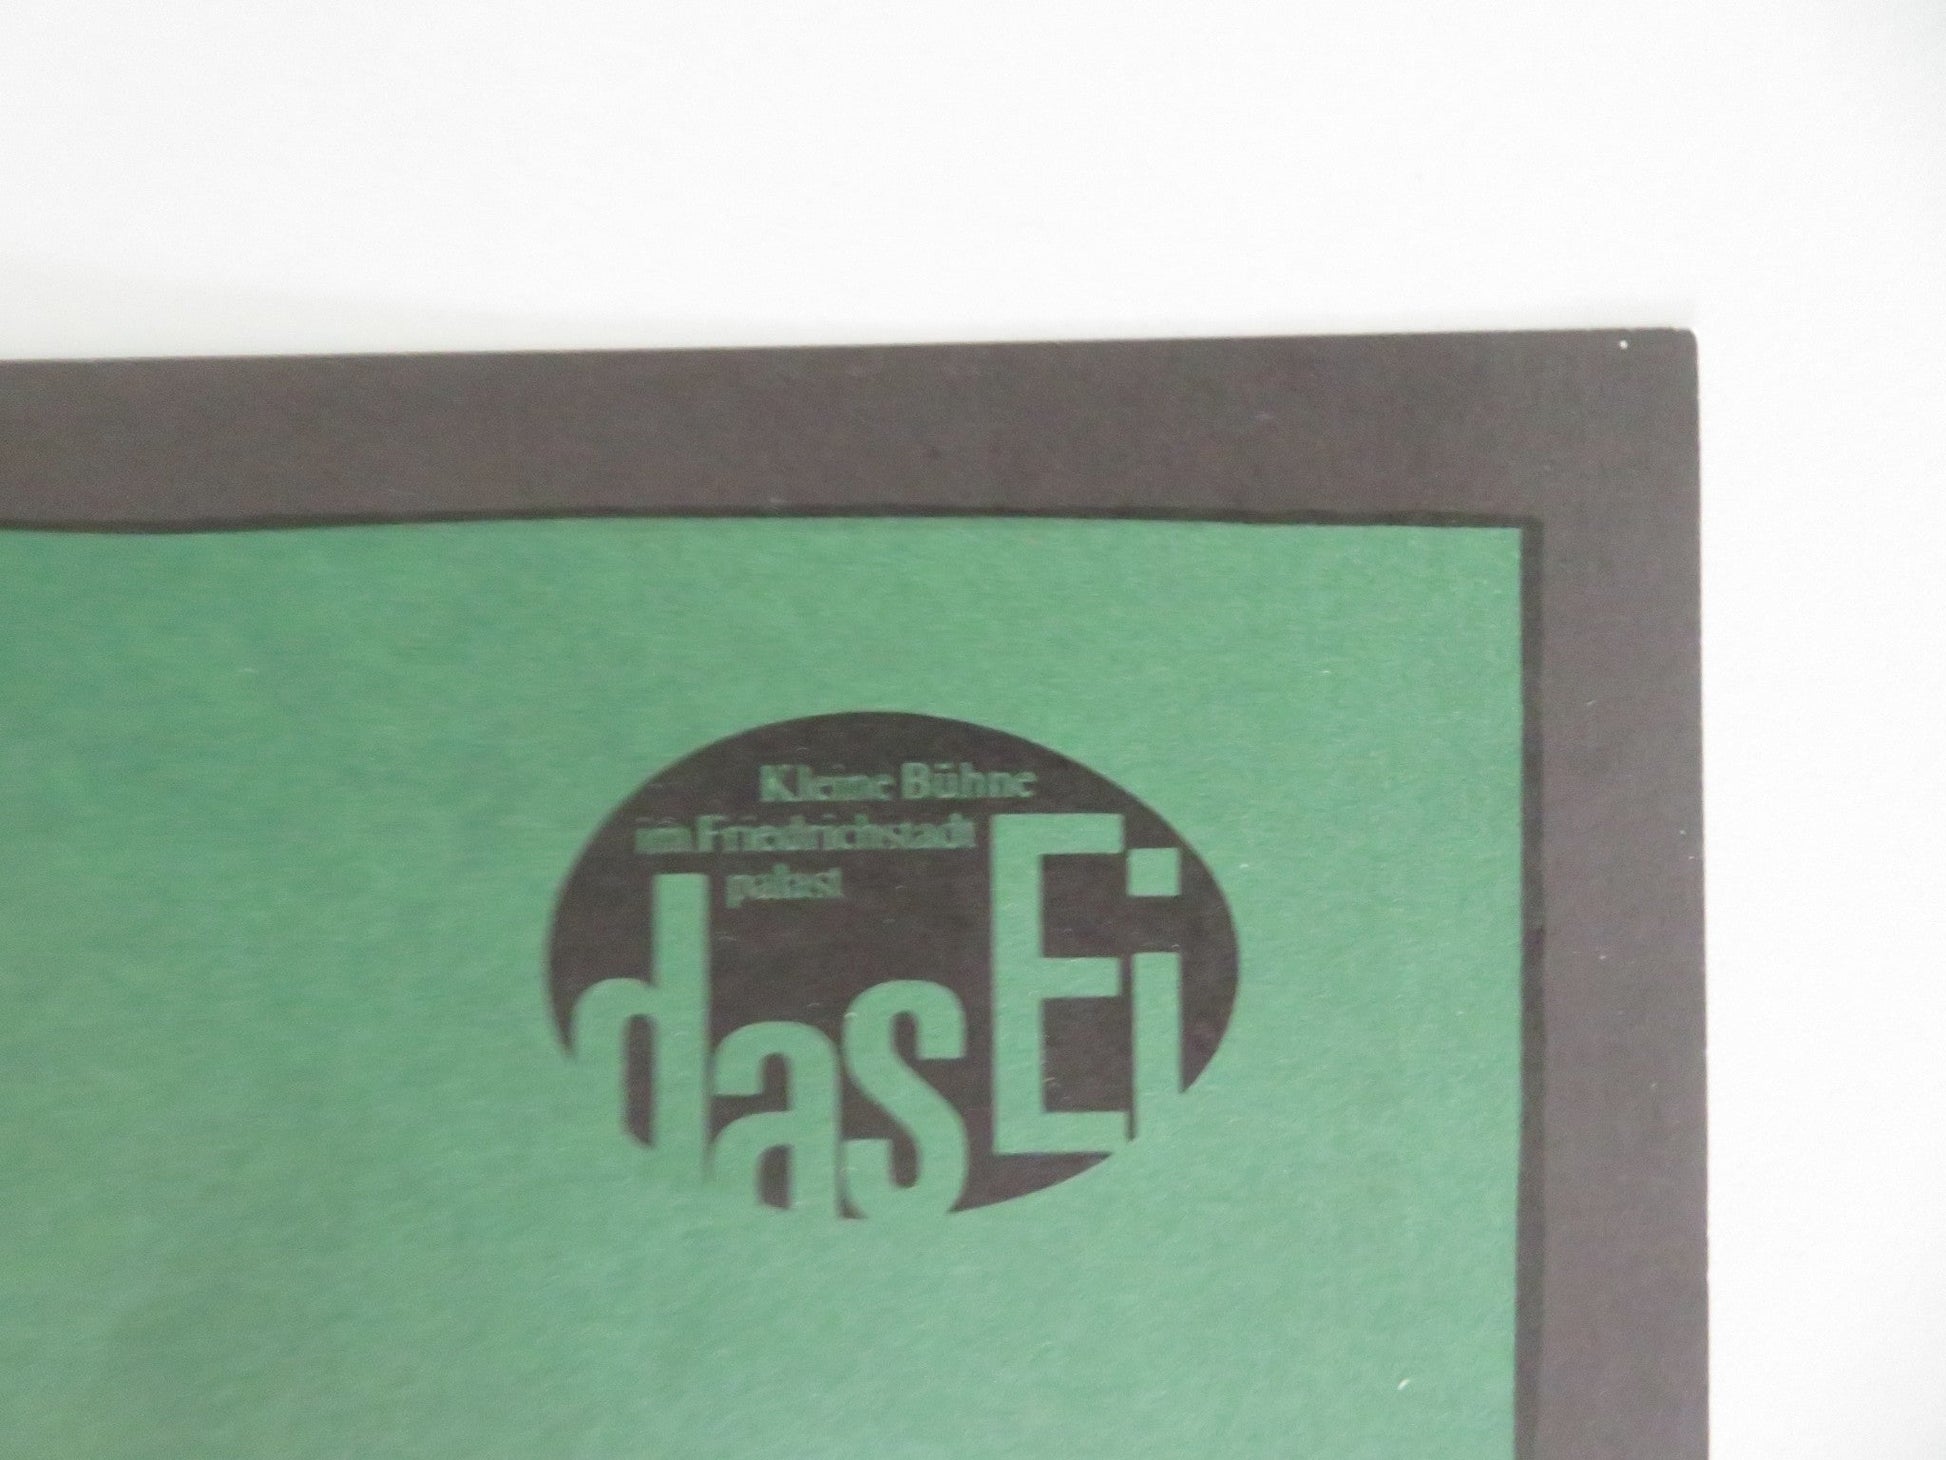 Kleine Bühne
im Friedrichstadt
palast
das Ei